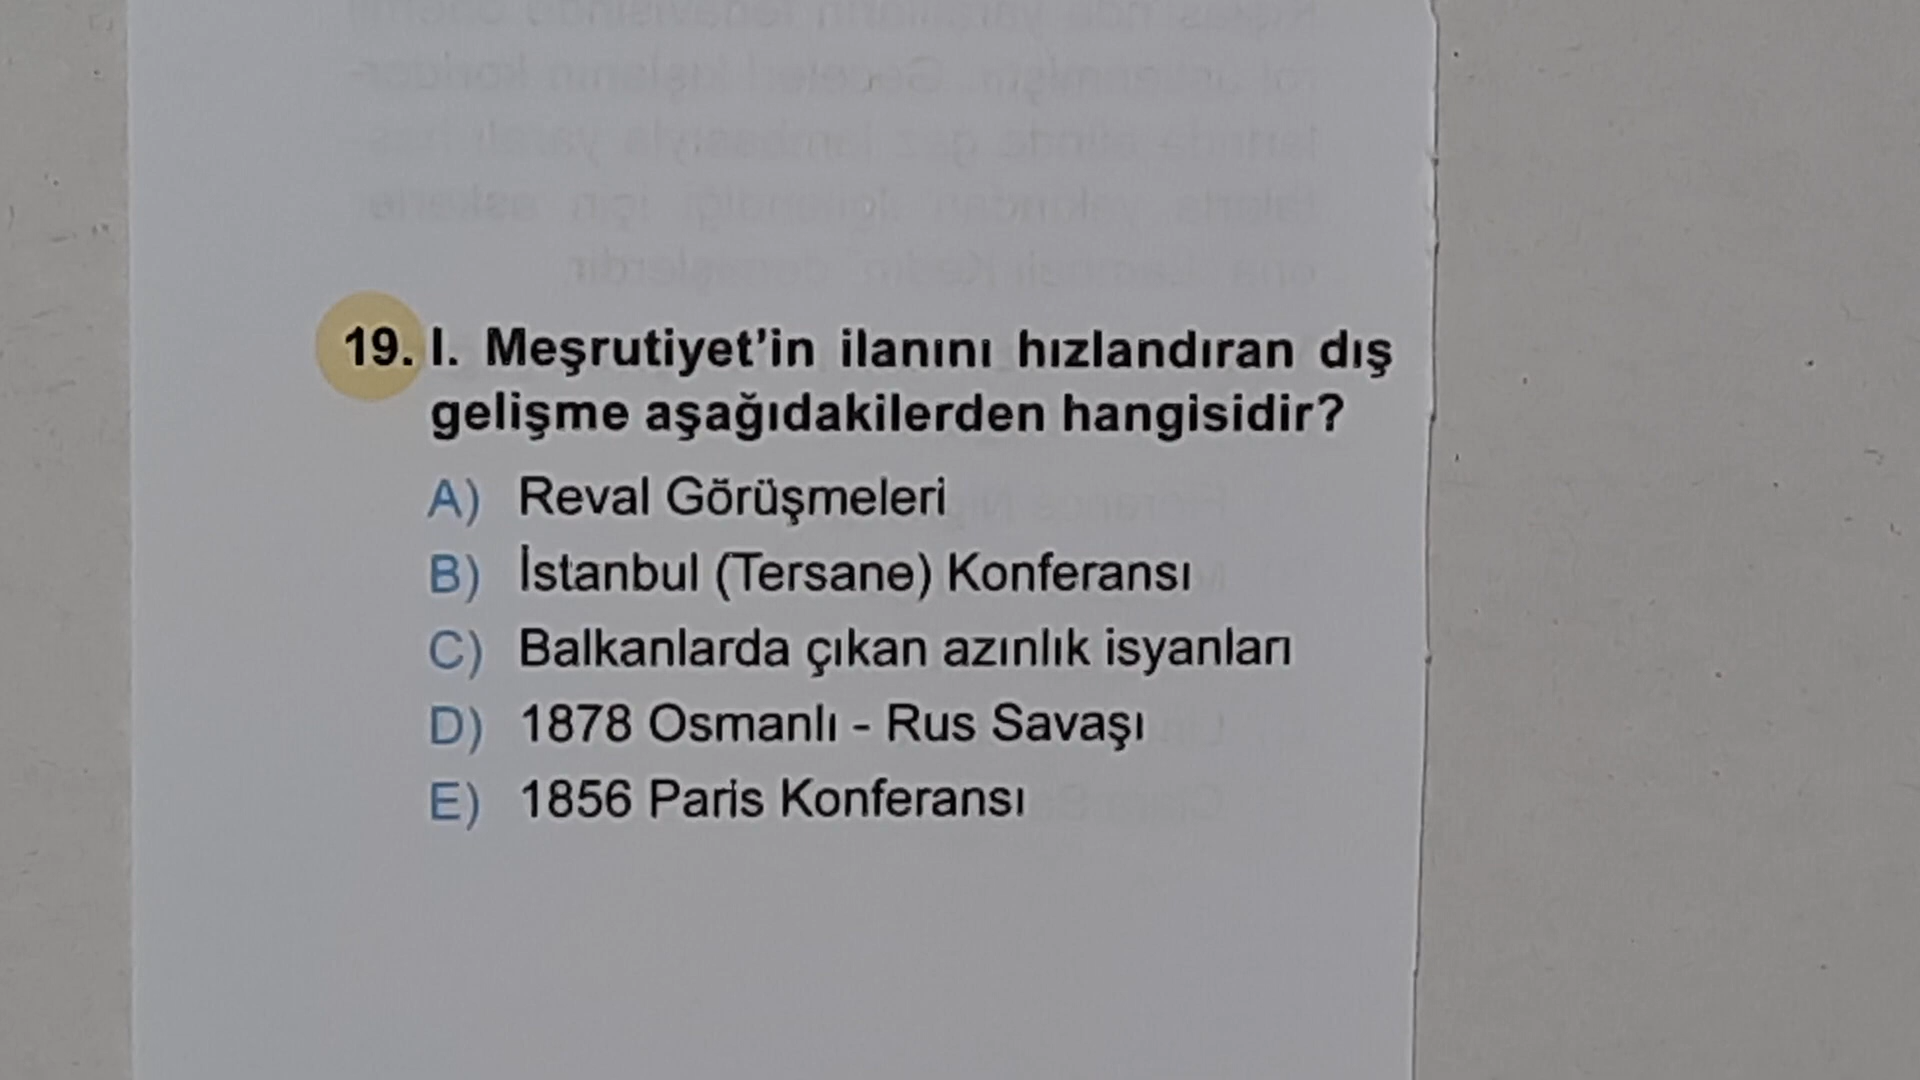 19. I. Meşrutiyet'in ilanını hızlandıran dış
gelişme aşağıdakilerden hangisidir?
A) Reval Görüşmeleri
B) İstanbul (Tersane) Konferansı
C) Balkanlarda çıkan azınlık isyanları
D) 1878 Osmanlı - Rus Savaşı
E) 1856 Paris Konferansı